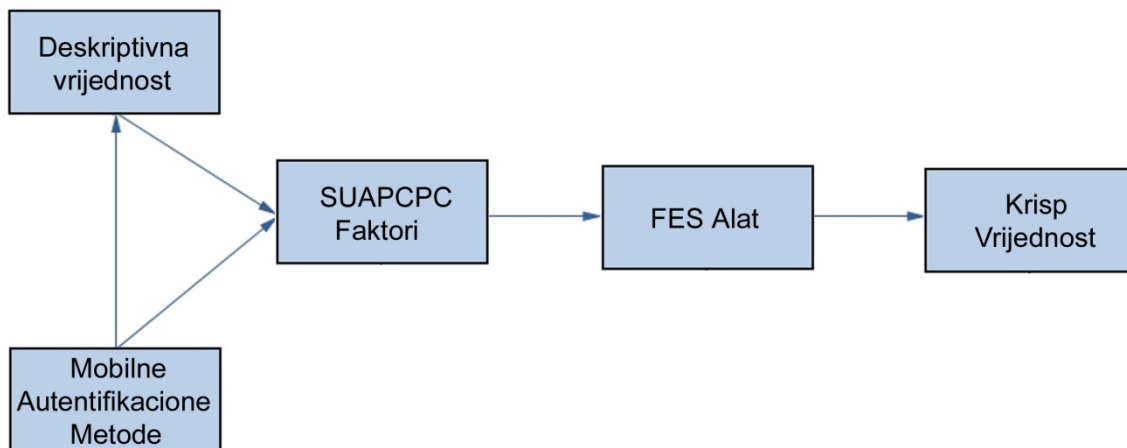 Deskriptivna
vrijednost
SUAPCPC
Faktori
FES Alat
Krisp
Vrijednost
Mobilne
Autentifikacione
Metode